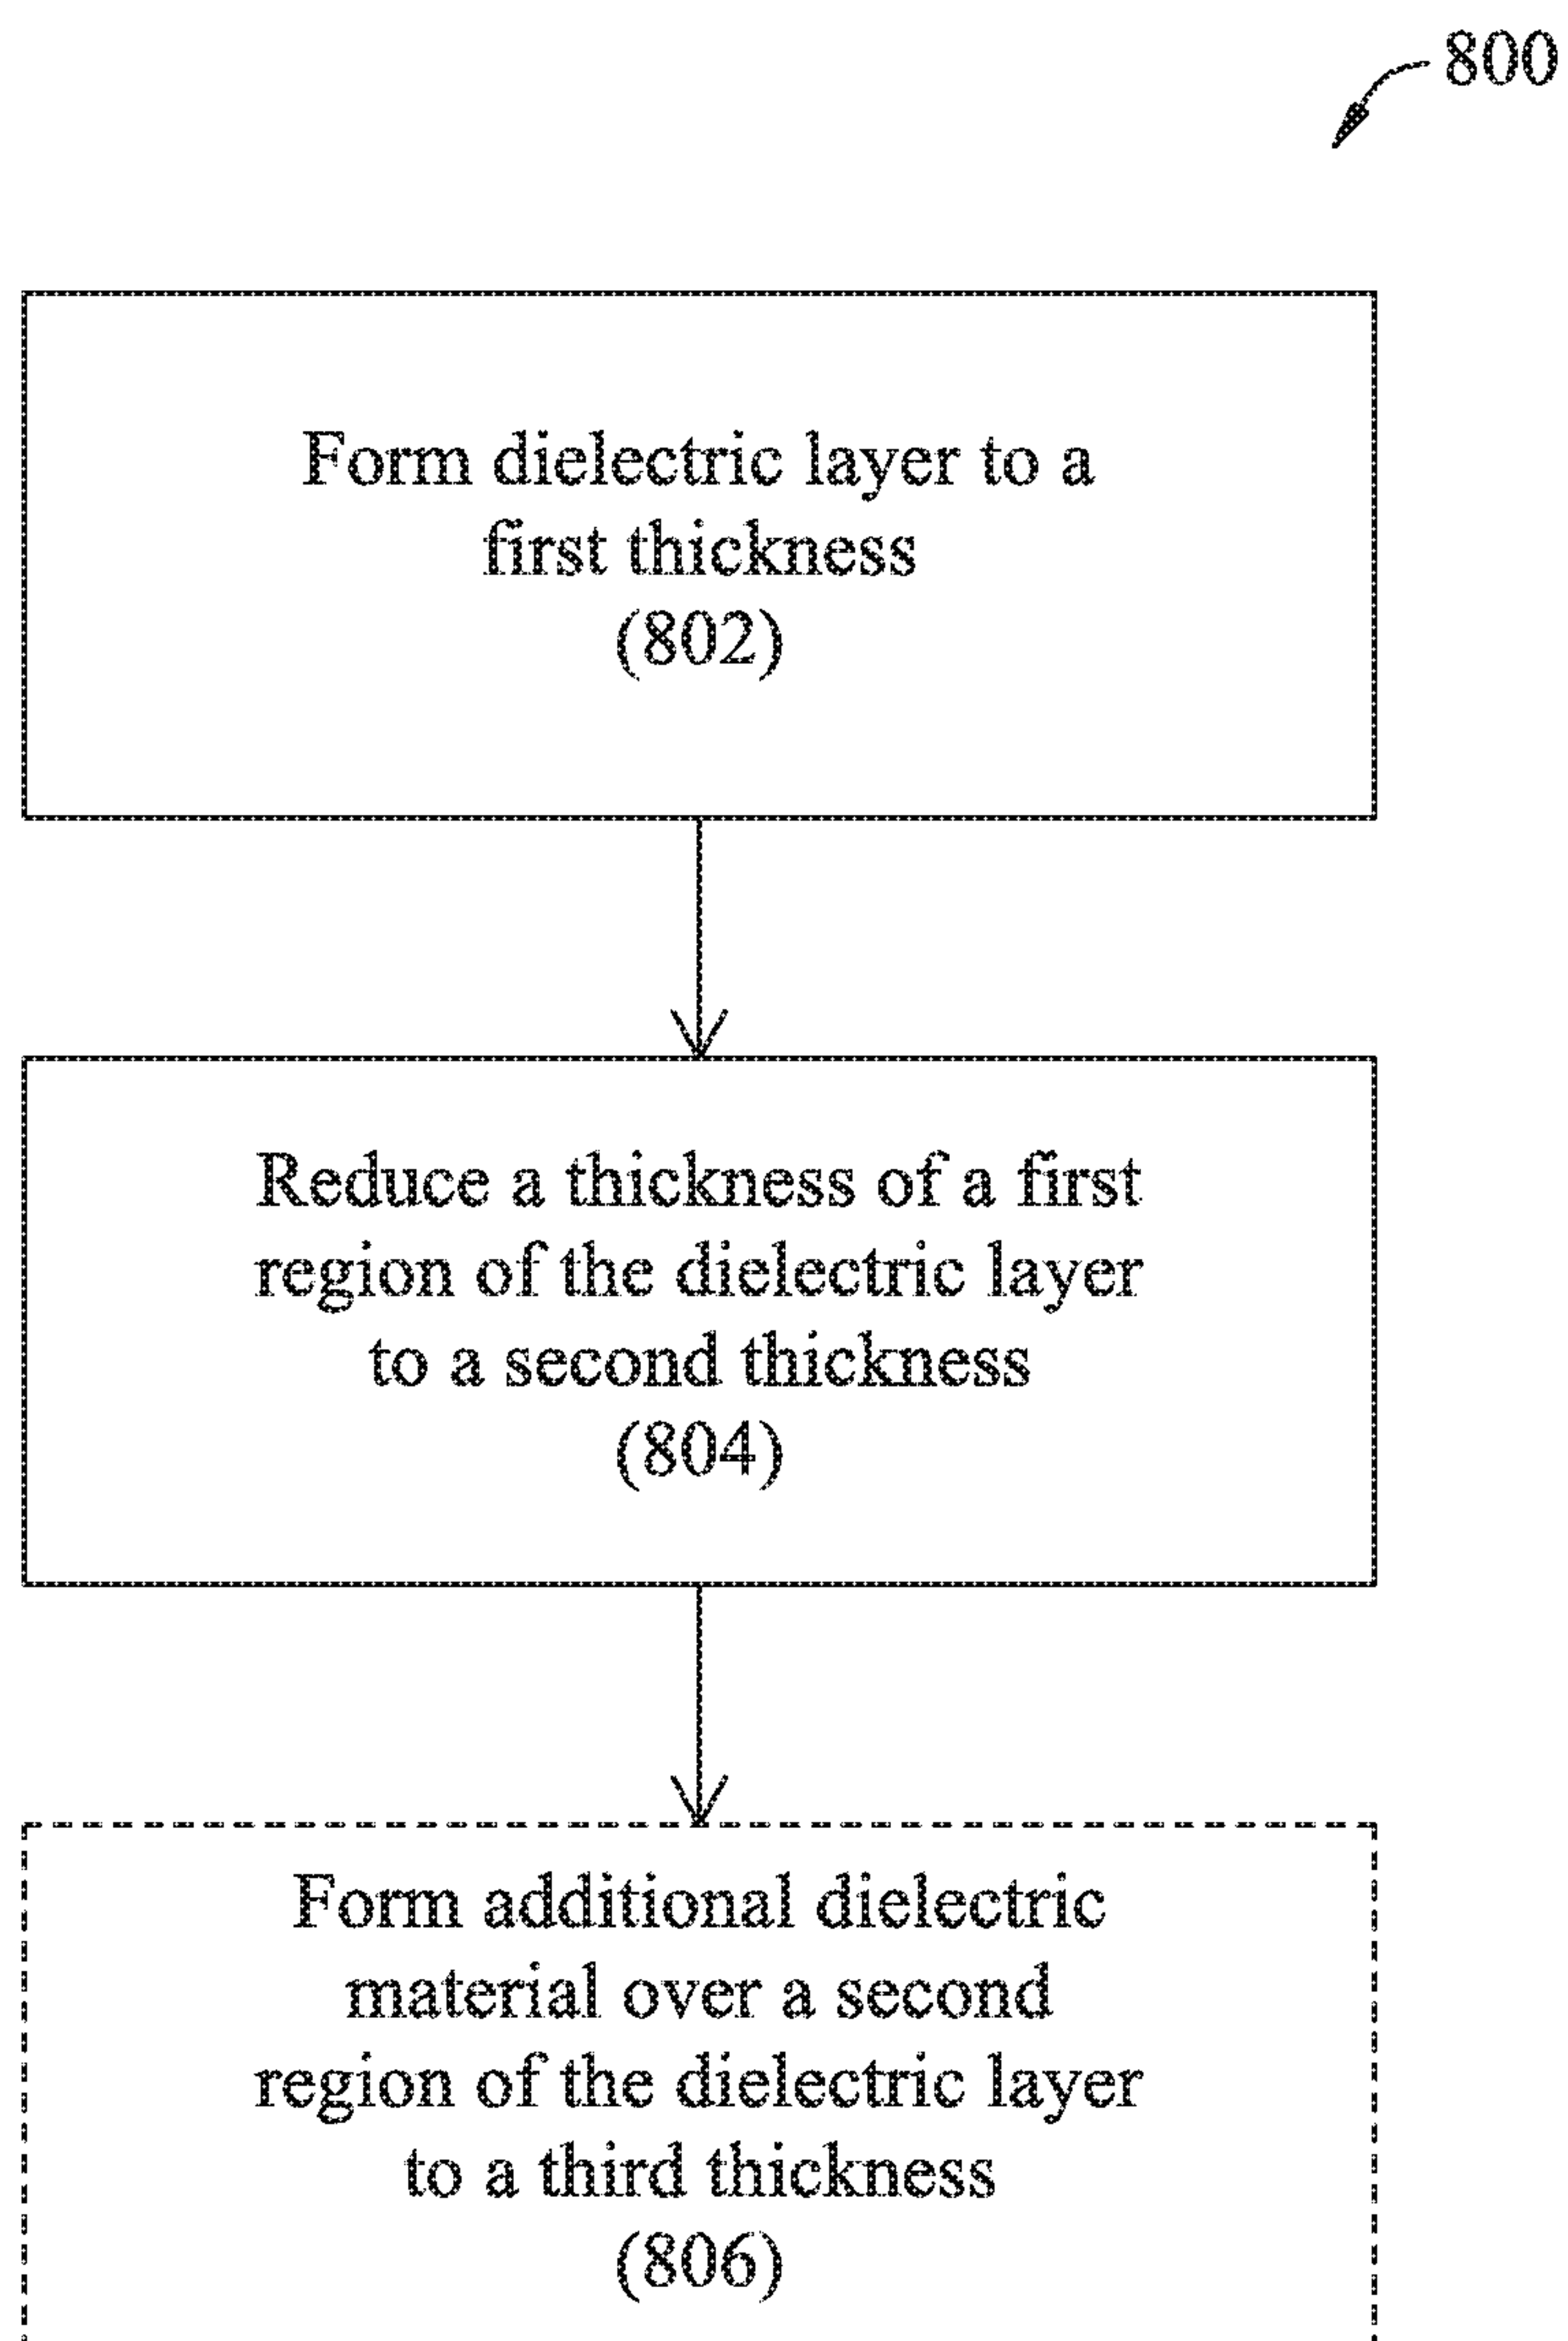 800
Form dielectric layer to a
first thickness
(802)
Reduce a thickness of a first
region of the dielectric layer
to a second thickness
(804)
Form additional dielectric
material over a second
region of the dielectric layer
to a third thickness
(806)